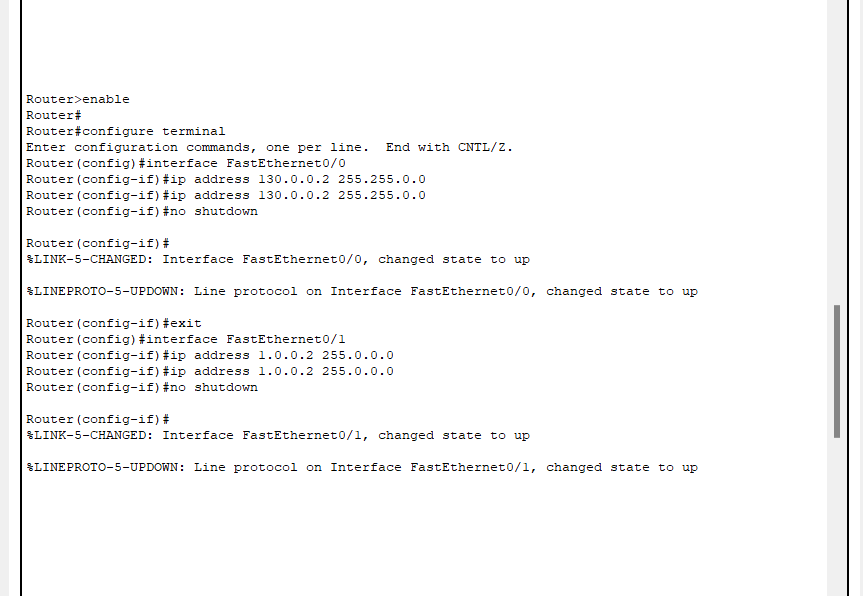 Router>enable
Router#
Router#configure terminal
Enter configuration commands, one per line.  End with CNTL/Z.
Router(config)#interface FastEthernet0/0
Router(config-if)#ip address 130.0.0.2 255.255.0.0
Router(config-if)#ip address 130.0.0.2 255.255.0.0
Router(config-if)#no shutdown
Router(config-if)#
%LINK-5-CHANGED: Interface FastEthernet0/0, changed state to up
%LINEPROTO-5-UPDOWN: Line protocol on Interface FastEthernet0/0, changed state to up
Router(config-if)#exit
Router(config)#interface FastEthernet0/1
Router(config-if)#ip address 1.0.0.2 255.0.0.0
Router(config-if)#ip address 1.0.0.2 255.0.0.0
Router(config-if)#no shutdown
Router(config-if)#
%LINK-5-CHANGED: Interface FastEthernet0/1, changed state to up
%LINEPROTO-5-UPDOWN: Line protocol on Interface FastEthernet0/1, changed state to up